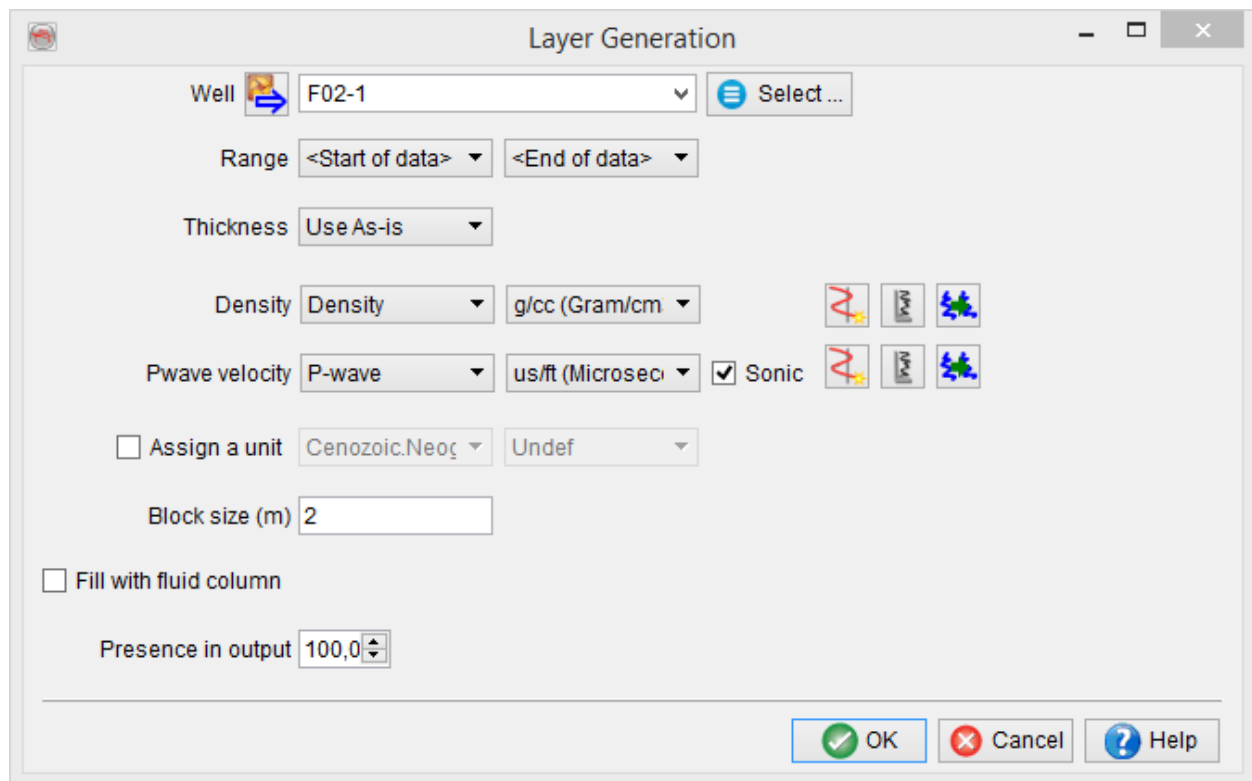 Layer Generation
Well F02-1 Select ...
Range <Start of data> <End of data>
Thickness Use As-is
Density Density g/cc (Gram/cm
Pwave velocity P-wave us/ft (Microsec Sonic
Assign a unit Cenozoic.Neog Undef
Block size (m) 2
Fill with fluid column
Presence in output 100,0
OK Cancel Help